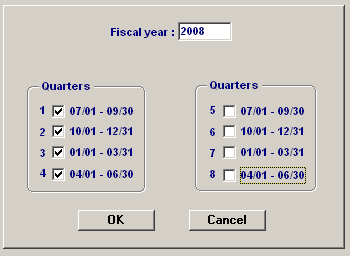 Fiscal year : 2008
Quarters
1 07/01 - 09/30
2 10/01 - 12/31
3 01/01 - 03/31
4 04/01 - 06/30
Quarters
5 07/01 - 09/30
6 10/01 - 12/31
7 01/01 - 03/31
8 04/01 - 06/30
OK
Cancel